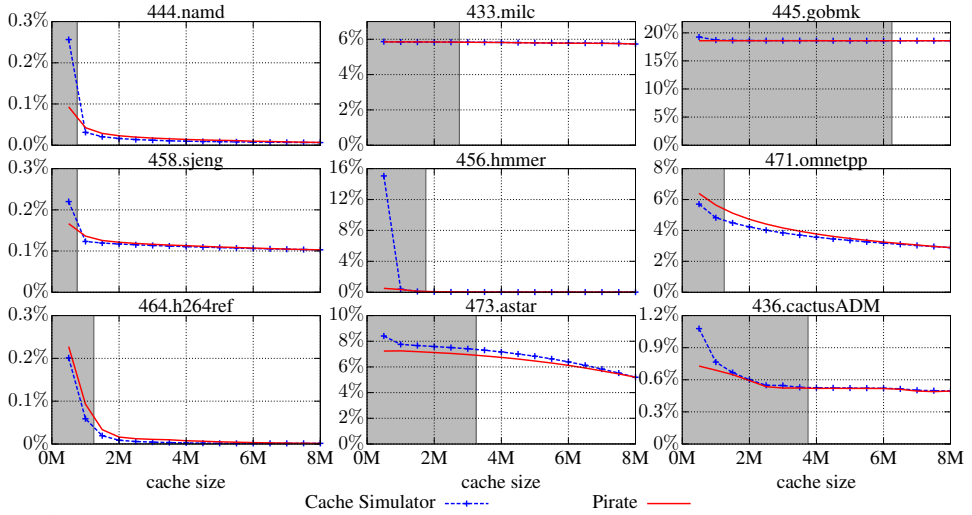 444.namd
433.milc
445.gobmk
0.3%
0.2%
0.1%
0.0%
6%
4%
2%
0%
20%
15%
10%
5%
0%
458.sjeng
456.hmmer
471.omnetpp
0.3%
0.2%
0.1%
0%
16%
12%
8%
4%
0%
8%
6%
4%
2%
0%
464.h264ref
473.astar
436.cactusADM
0.2%
0.1%
0%
10%
8%
6%
4%
2%
0%
1.2%
0.9%
0.6%
0.3%
0%
0M 2M 4M 6M 8M
0M 2M 4M 6M 8M
0M 2M 4M 6M 8M
cache size
cache size
cache size
Cache Simulator
Pirate